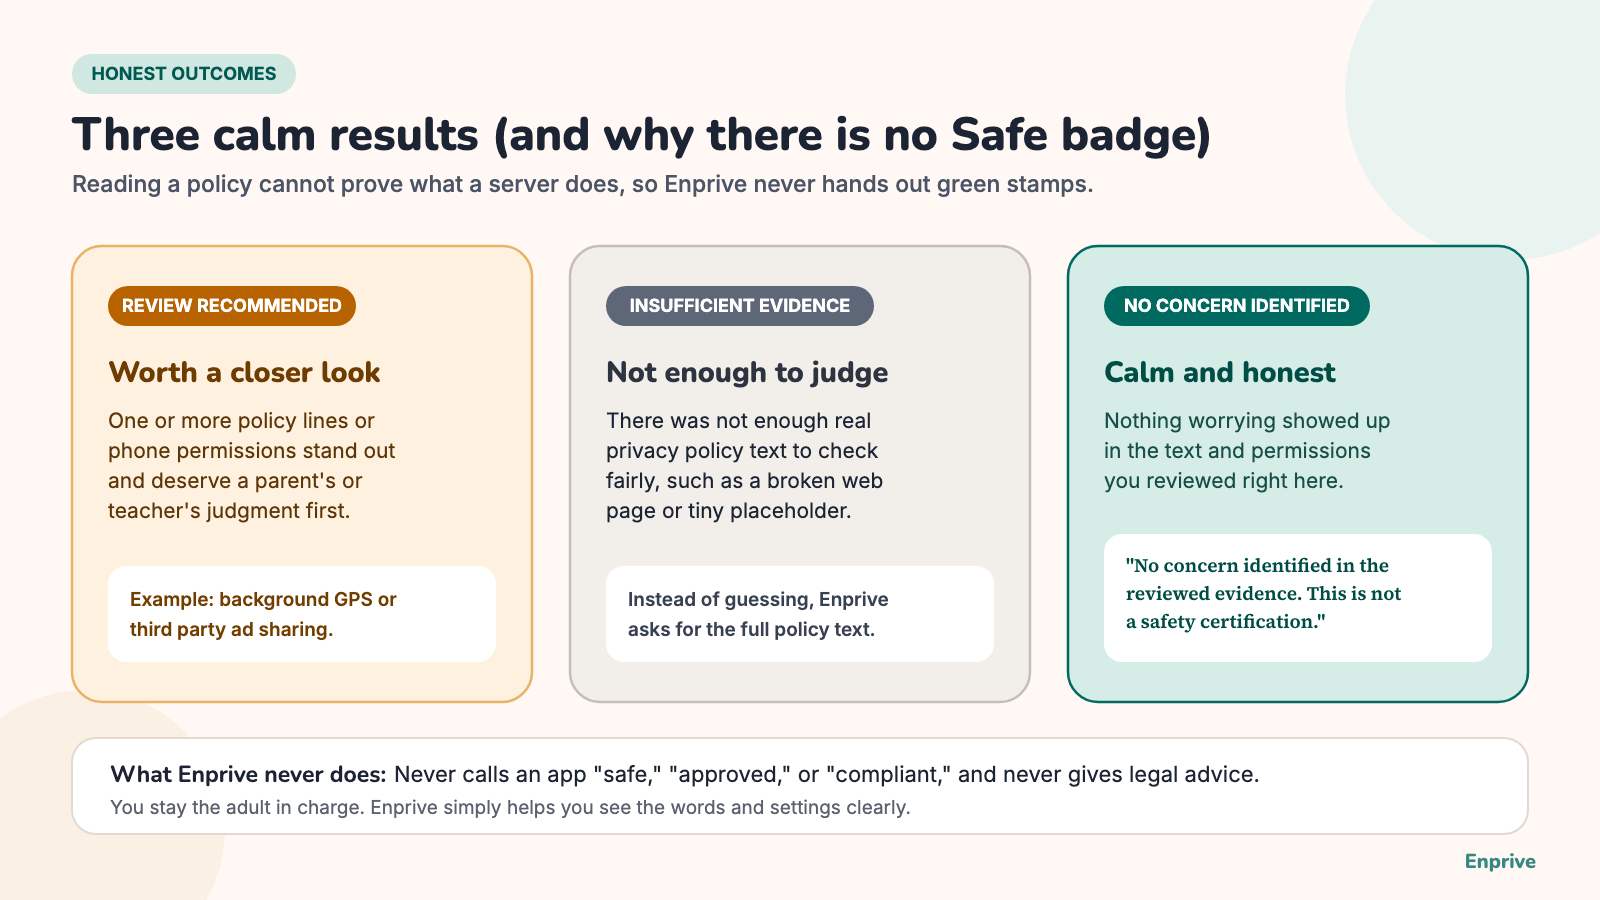 HONEST OUTCOMES
Three calm results (and why there is no Safe badge)
Reading a policy cannot prove what a server does, so Enprive never hands out green stamps.
REVIEW RECOMMENDED
Worth a closer look
One or more policy lines or
phone permissions stand out
and deserve a parent's or
teacher's judgment first.
Example: background GPS or
third party ad sharing.
INSUFFICIENT EVIDENCE
Not enough to judge
There was not enough real
privacy policy text to check
fairly, such as a broken web
page or tiny placeholder.
Instead of guessing, Enprive
asks for the full policy text.
NO CONCERN IDENTIFIED
Calm and honest
Nothing worrying showed up
in the text and permissions
you reviewed right here.
"No concern identified in the
reviewed evidence. This is not
a safety certification."
What Enprive never does: Never calls an app "safe," "approved," or "compliant," and never gives legal advice.
You stay the adult in charge. Enprive simply helps you see the words and settings clearly.
Enprive